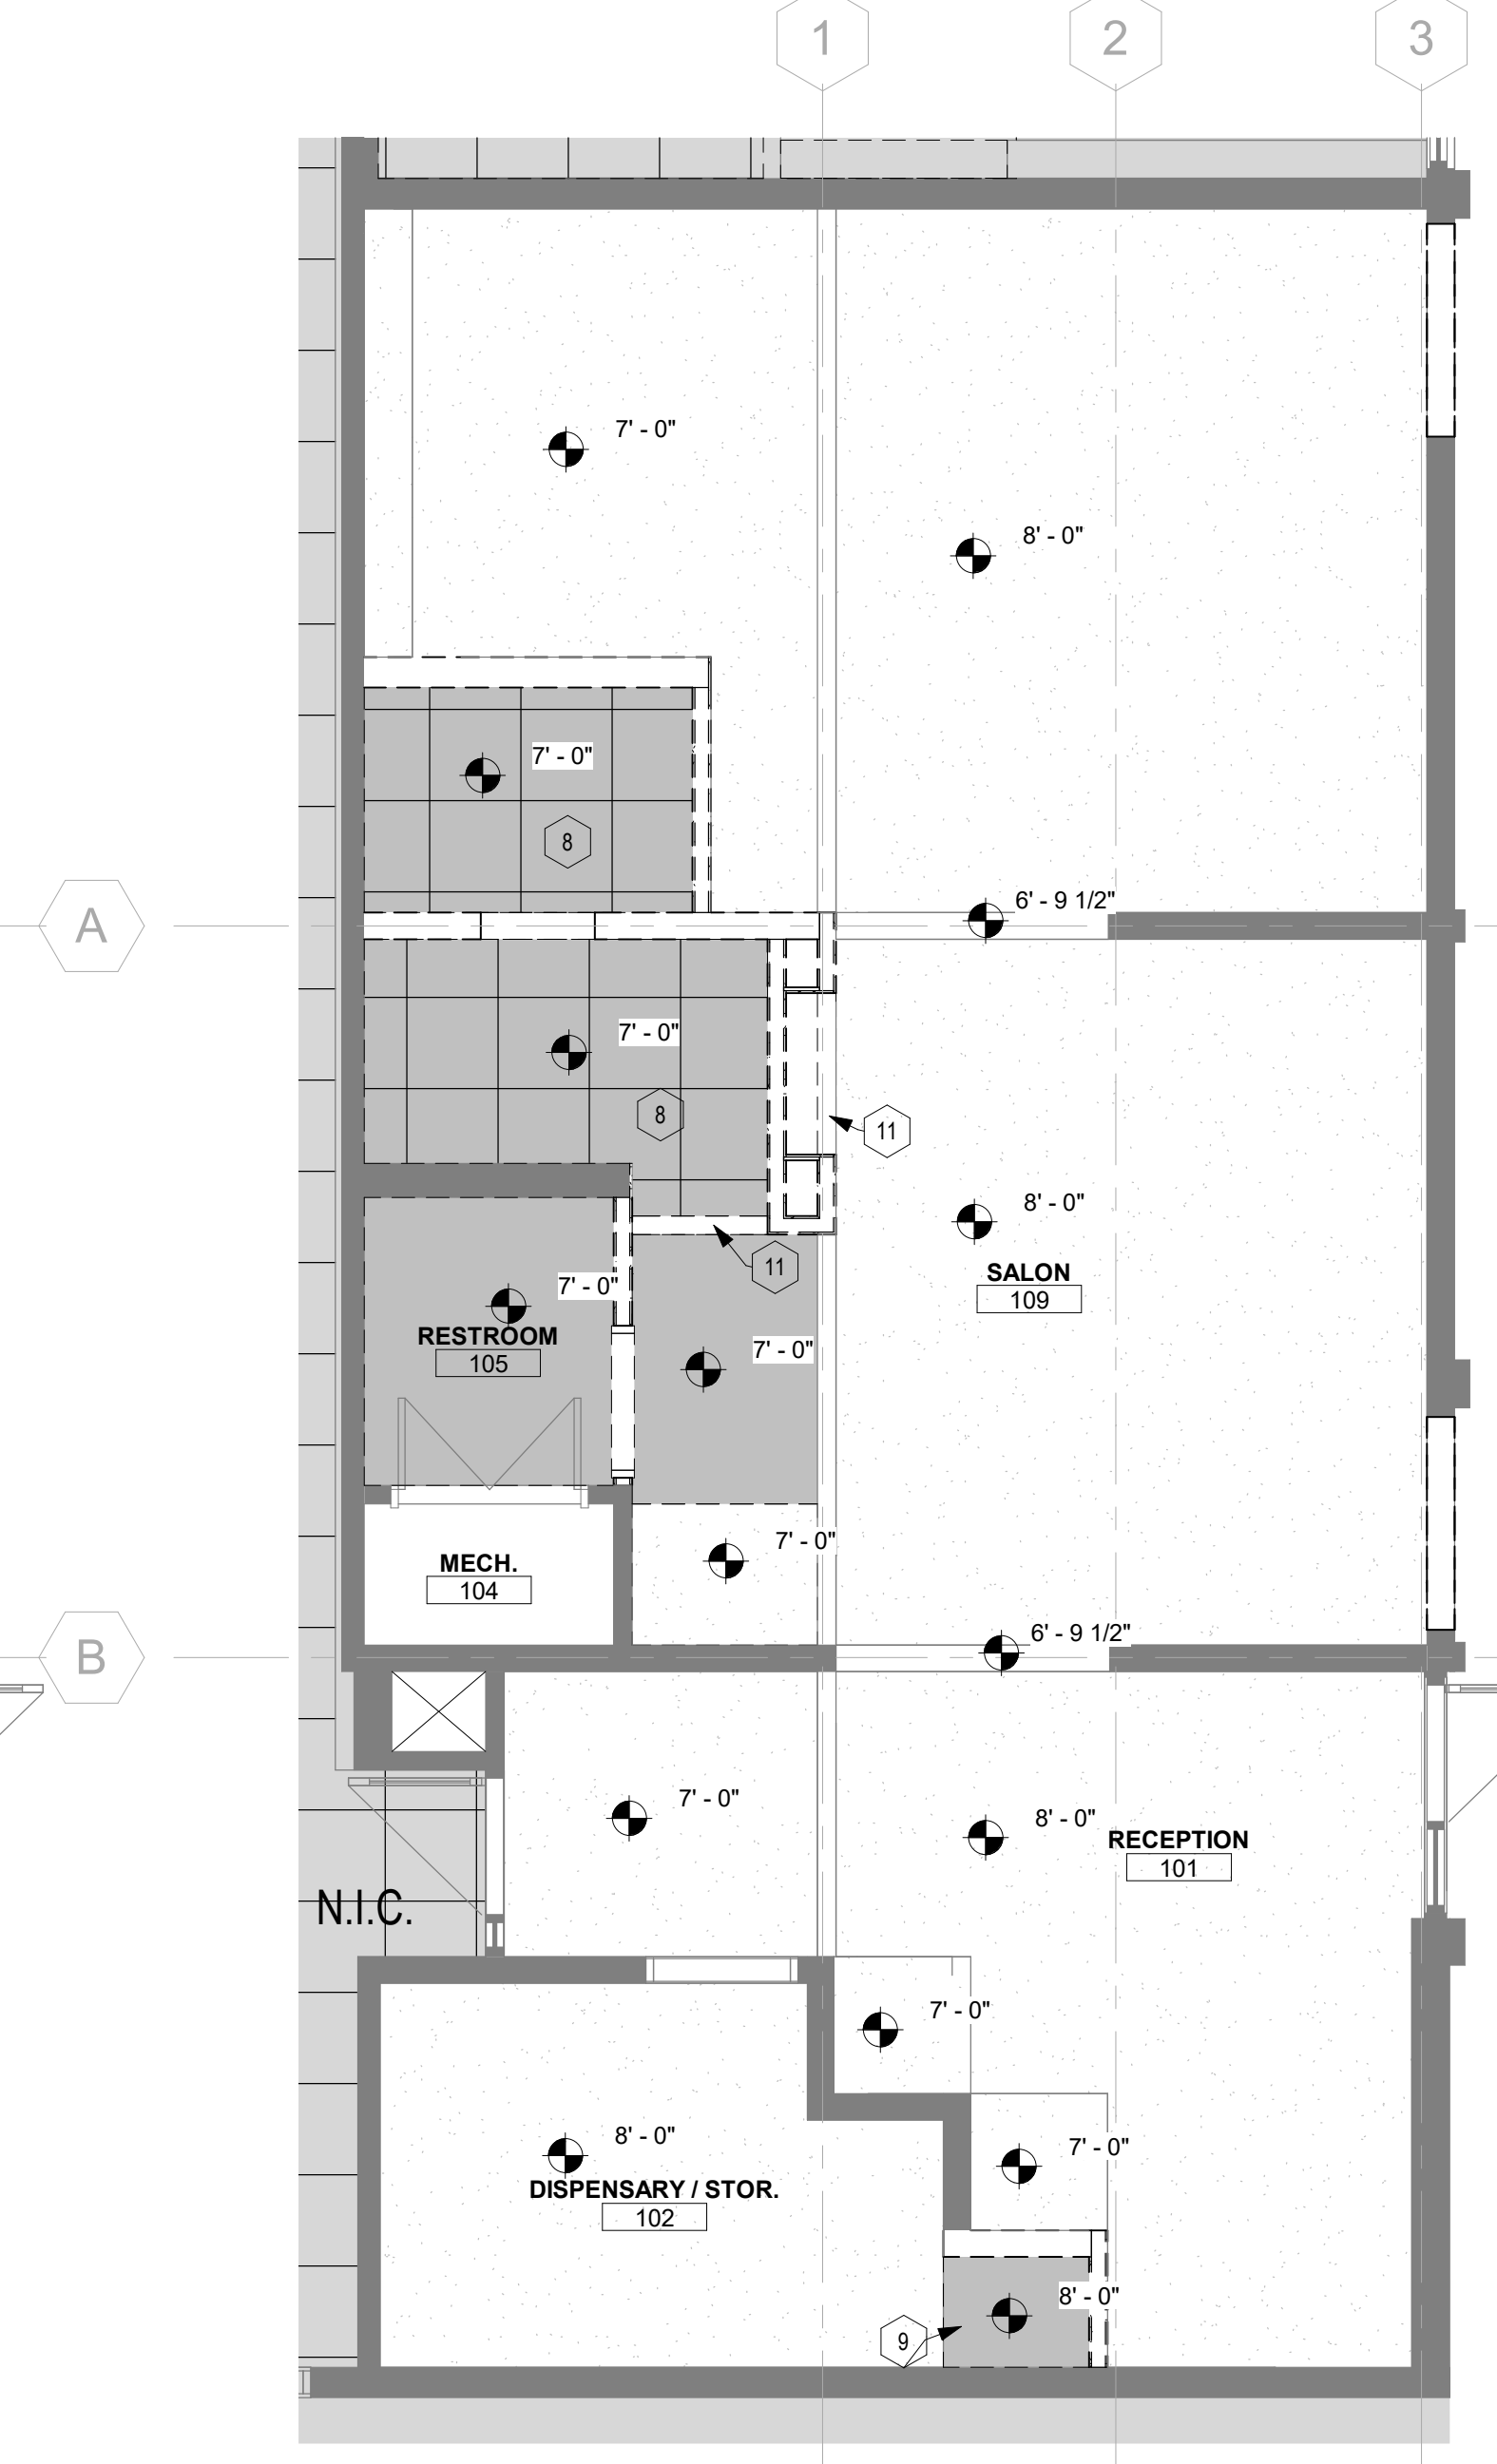 1
2
3
7' - 0"
8' - 0"
7' - 0"
8
6' - 9 1/2"
A
7' - 0"
8
11
8' - 0"
11
SALON
109
7' - 0"
RESTROOM
105
7' - 0"
7' - 0"
MECH.
104
6' - 9 1/2"
B
7' - 0"
8' - 0"
RECEPTION
101
N.I.C.
7' - 0"
8' - 0"
7' - 0"
DISPENSARY / STOR.
102
8' - 0"
9